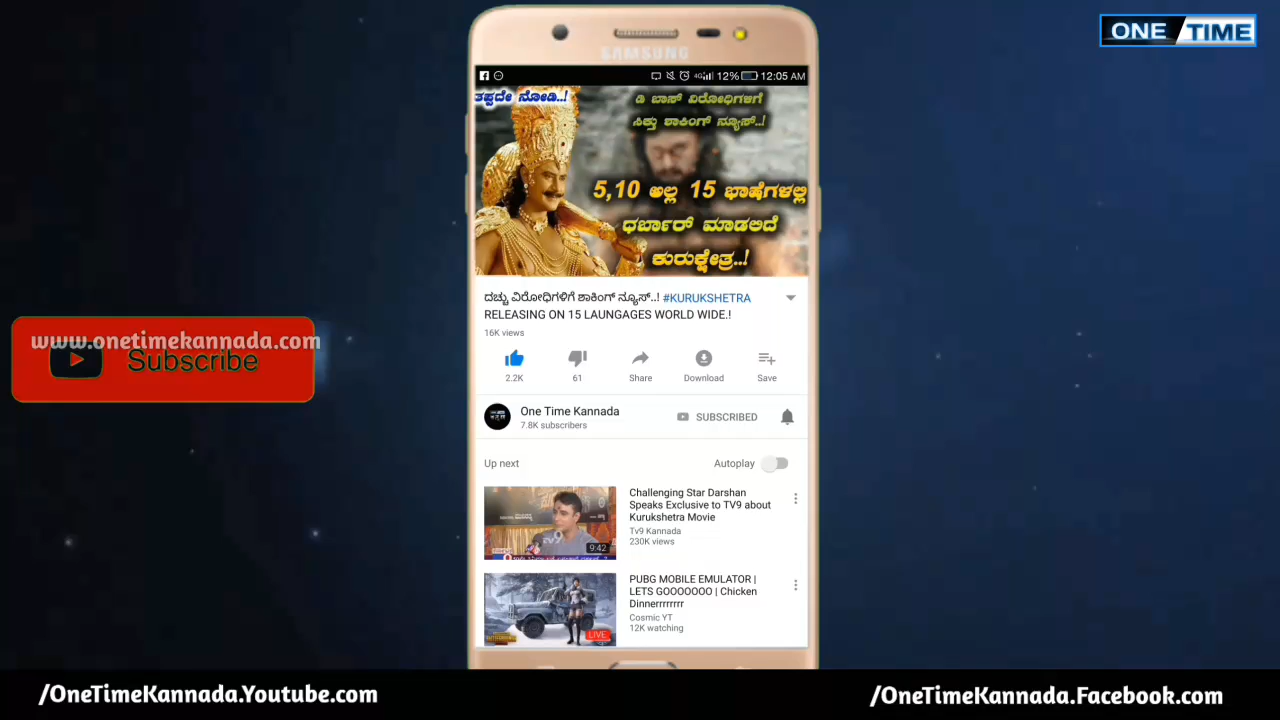 ONE TIME
SAMSUNG
4G 12% 12:05 AM
ತಪ್ಪದೇ ನೋಡಿ..!
ಡಿ ಬಾಸ್ ವಿರೋಧಿಗಳಿಗೆ
ಸಿಕ್ತು ಶಾಕಿಂಗ್ ನ್ಯೂಸ್..!
5,10 ಅಲ್ಲ 15 ಭಾಷೆಗಳಲ್ಲಿ
ಧರ್ಬಾರ್ ಮಾಡಲಿದೆ
ಕುರುಕ್ಷೇತ್ರ..!
ದಚ್ಚು ವಿರೋಧಿಗಳಿಗೆ ಶಾಕಿಂಗ್ ನ್ಯೂಸ್..! #KURUKSHETRA
RELEASING ON 15 LAUNGAGES WORLD WIDE.!
16K views
2.2K 61 Share Download Save
www.onetimekannada.com
Subscribe
One Time Kannada
7.8K subscribers
SUBSCRIBED
Up next Autoplay
Challenging Star Darshan
Speaks Exclusive to TV9 about
Kurukshetra Movie
Tv9 Kannada
230K views
9:42
PUBG MOBILE EMULATOR |
LETS GOOOOOOO | Chicken
Dinnerrrrrrrr
Cosmic YT
12K watching
LIVE
/OneTimeKannada.Youtube.com
/OneTimeKannada.Facebook.com